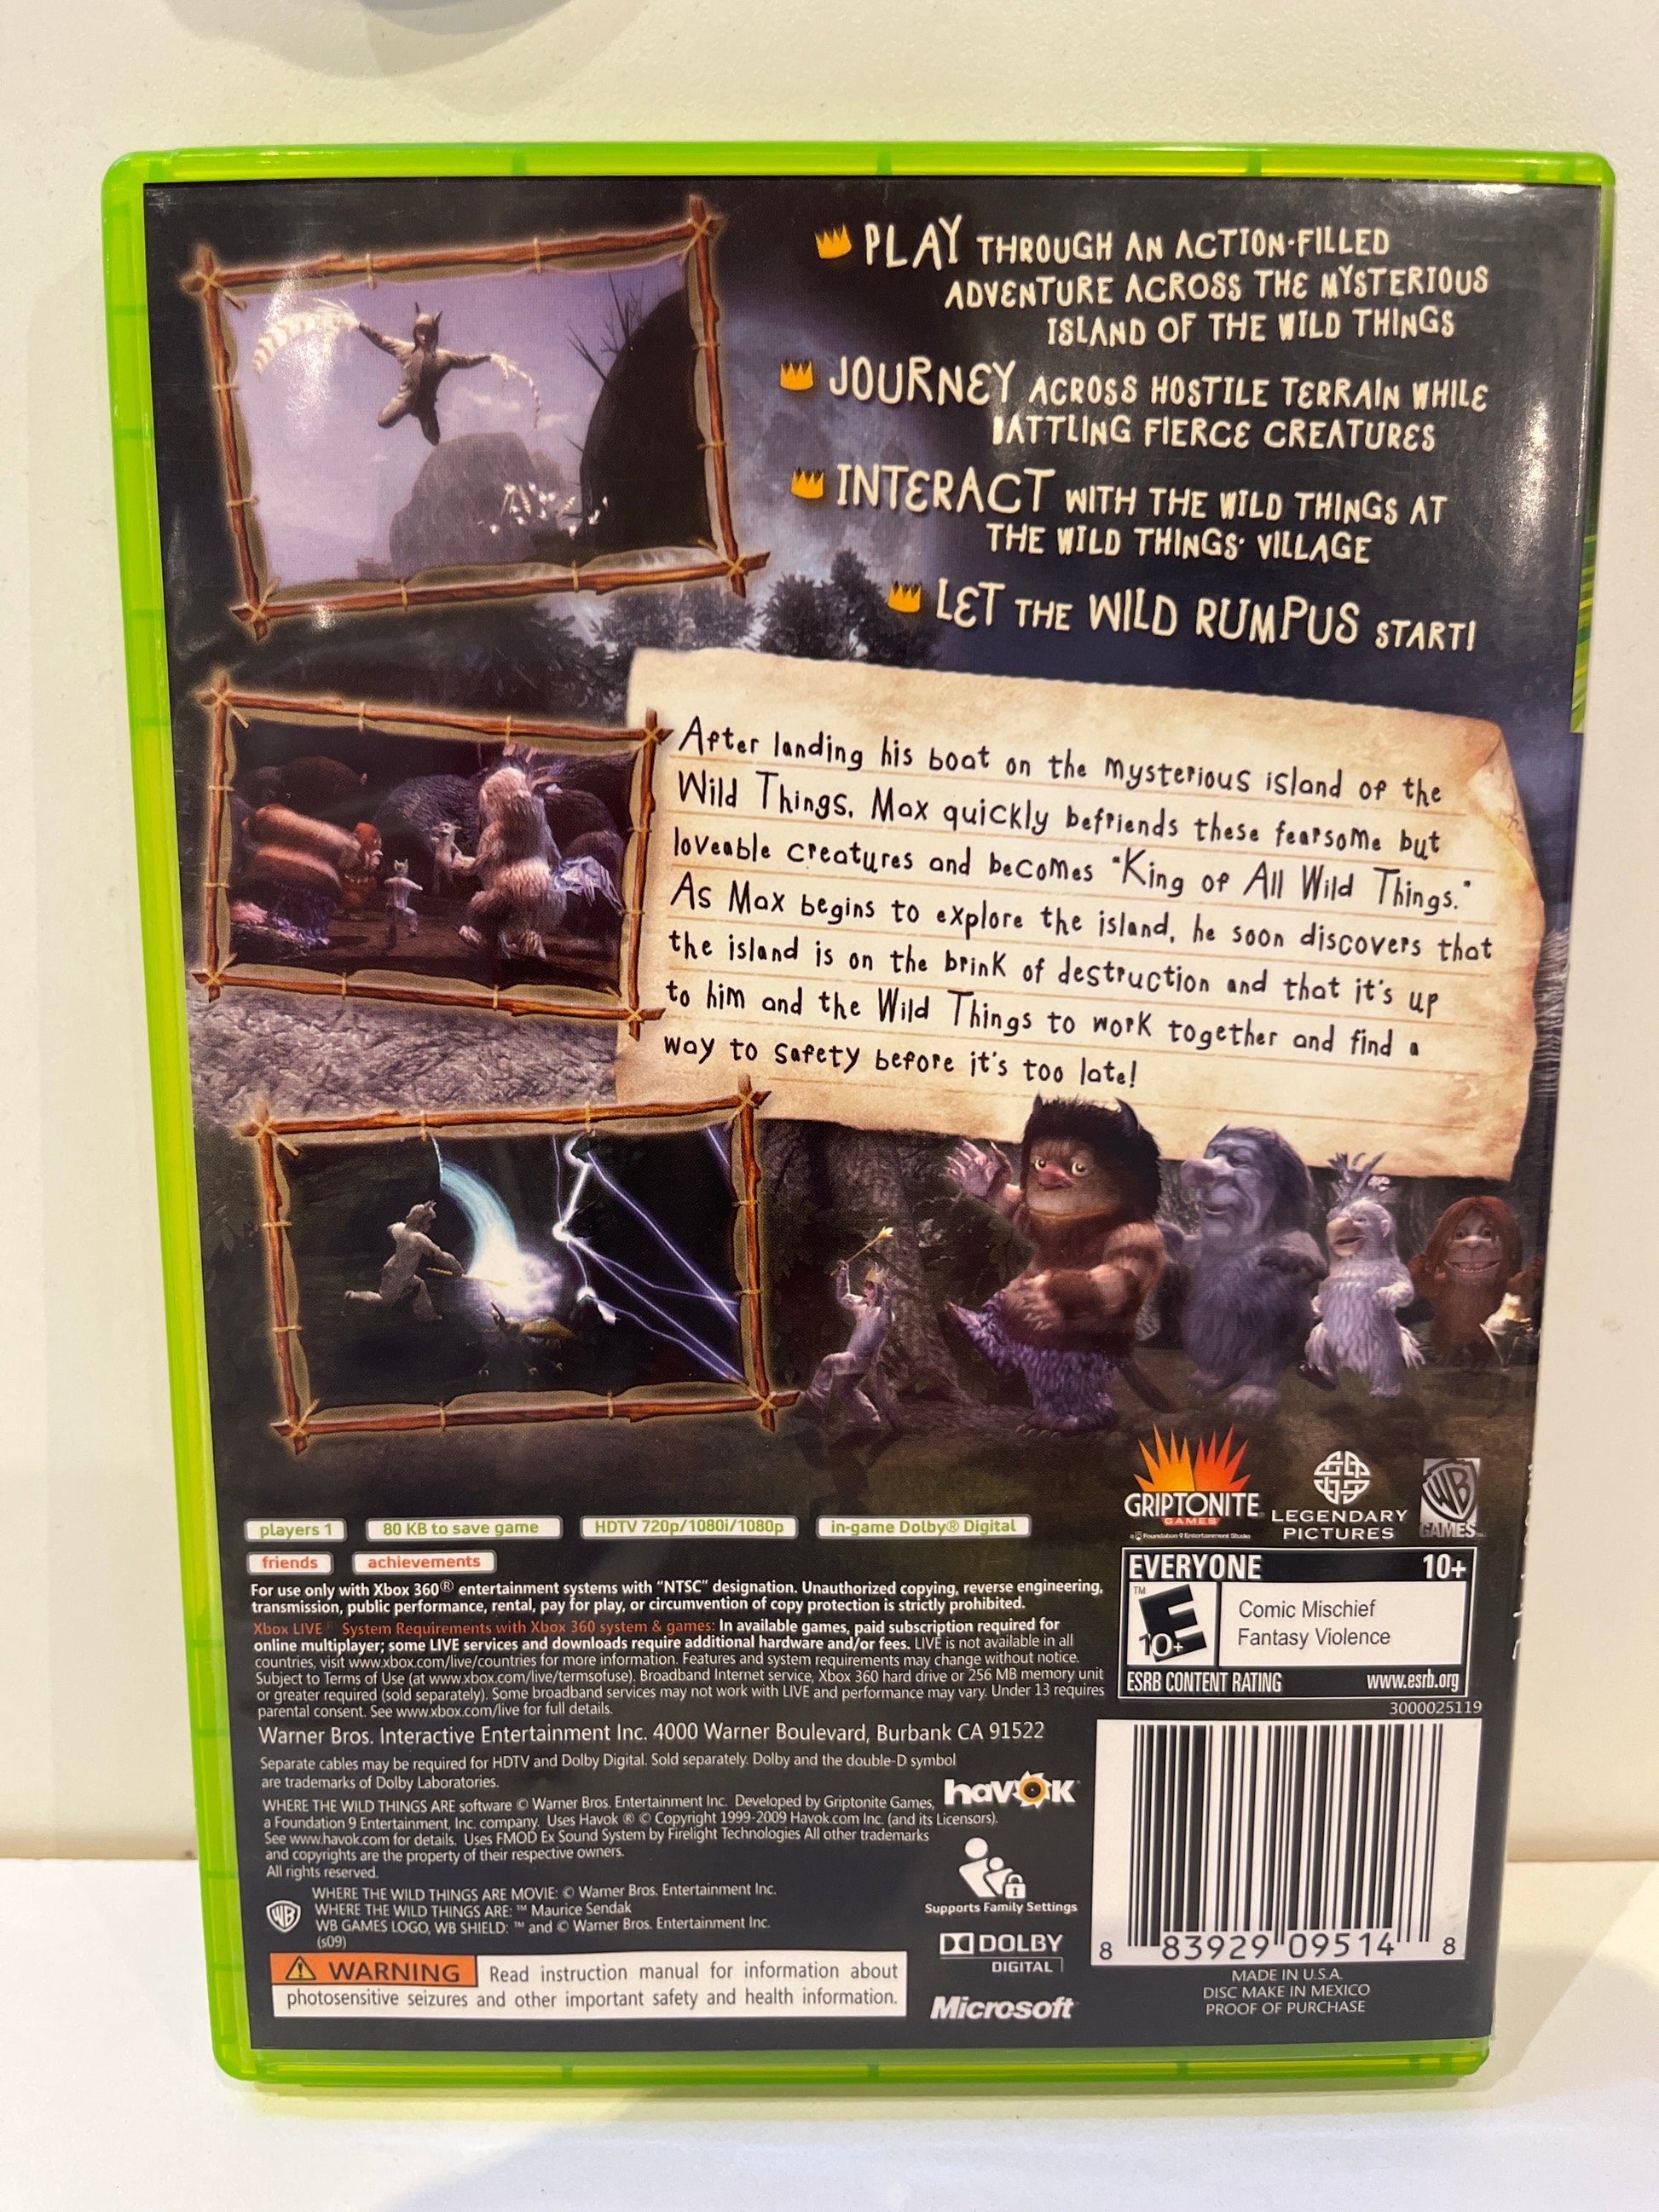 PLAY THROUGH AN ACTION-FILLED
ADVENTURE ACROSS THE MYSTERIOUS
ISLAND OF THE WILD THINGS
JOURNEY ACROSS HOSTILE TERRAIN WHILE
BATTLING FIERCE CREATURES
INTERACT WITH THE WILD THINGS AT
THE WILD THINGS' VILLAGE
LET THE WILD RUMPUS START!
After landing his boat on the mysterious island of the
Wild Things, Max quickly befriends these fearsome but
loveable creatures and becomes "King of All Wild Things."
As Max begins to explore the island, he soon discovers that
the island is on the brink of destruction and that it's up
to him and the Wild Things to work together and find a
way to safety before it's too late!
GRIPTONITE
GAMES
a Foundation 9 Entertainment Studio
LEGENDARY
PICTURES
WB
GAMES
players 1
80 KB to save game
HDTV 720p/1080i/1080p
in-game Dolby® Digital
friends
achievements
For use only with Xbox 360® entertainment systems with "NTSC" designation. Unauthorized copying, reverse engineering,
transmission, public performance, rental, pay for play, or circumvention of copy protection is strictly prohibited.
Xbox LIVE® System Requirements with Xbox 360 system & games: In available games, paid subscription required for
online multiplayer; some LIVE services and downloads require additional hardware and/or fees. LIVE is not available in all
countries, visit www.xbox.com/live/countries for more information. Features and system requirements may change without notice.
Subject to Terms of Use (at www.xbox.com/live/termsofuse). Broadband Internet service, Xbox 360 hard drive or 256 MB memory unit
or greater required (sold separately). Some broadband services may not work with LIVE and performance may vary. Under 13 requires
parental consent. See www.xbox.com/live for full details.
Warner Bros. Interactive Entertainment Inc. 4000 Warner Boulevard, Burbank CA 91522
Separate cables may be required for HDTV and Dolby Digital. Sold separately. Dolby and the double-D symbol
are trademarks of Dolby Laboratories.
WHERE THE WILD THINGS ARE software © Warner Bros. Entertainment Inc. Developed by Griptonite Games,
a Foundation 9 Entertainment, Inc. company. Uses Havok ® © Copyright 1999-2009 Havok.com Inc. (and its Licensors).
See www.havok.com for details. Uses FMOD Ex Sound System by Firelight Technologies All other trademarks
and copyrights are the property of their respective owners.
All rights reserved.
WB
WHERE THE WILD THINGS ARE MOVIE: © Warner Bros. Entertainment Inc.
WHERE THE WILD THINGS ARE: ™ Maurice Sendak
WB GAMES LOGO, WB SHIELD: ™ and © Warner Bros. Entertainment Inc.
(s09)
WARNING Read instruction manual for information about
photosensitive seizures and other important safety and health information.
havok
Supports Family Settings
DOLBY
DIGITAL
Microsoft
EVERYONE 10+
TM
E
10+
Comic Mischief
Fantasy Violence
ESRB CONTENT RATING www.esrb.org
3000025119
8 83929 09514 8
MADE IN U.S.A.
DISC MAKE IN MEXICO
PROOF OF PURCHASE